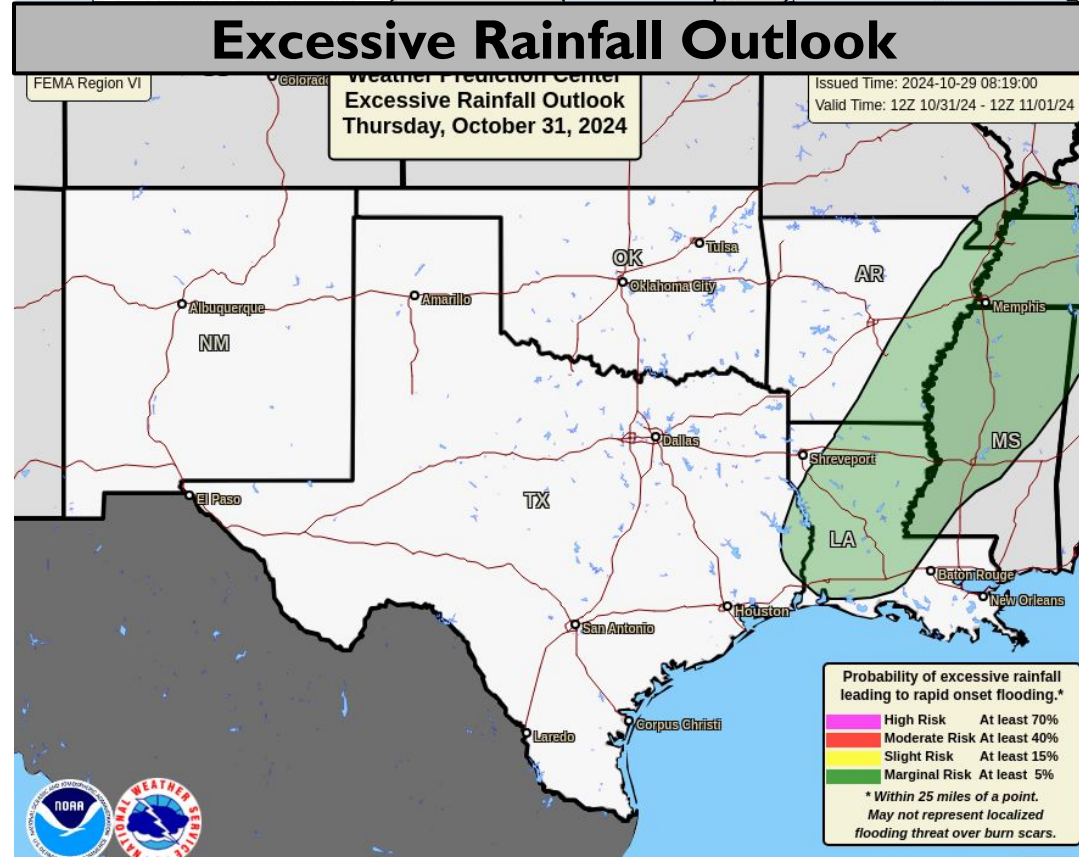 Excessive Rainfall Outlook
FEMA Region VI
Weather Prediction Center
Excessive Rainfall Outlook
Thursday, October 31, 2024
Issued Time: 2024-10-29 08:19:00
Valid Time: 12Z 10/31/24 - 12Z 11/01/24
Tulsa
OK
AR
Oklahoma City
Amarillo
Albuquerque
Memphis
NM
Dallas
MS
Shreveport
El Paso
TX
LA
Baton Rouge
New Orleans
Houston
San Antonio
Corpus Christi
Laredo
Probability of excessive rainfall
leading to rapid onset flooding.*
High Risk At least 70%
Moderate Risk At least 40%
Slight Risk At least 15%
Marginal Risk At least 5%
* Within 25 miles of a point.
May not represent localized
flooding threat over burn scars.
NOAA
NATIONAL WEATHER SERVICE